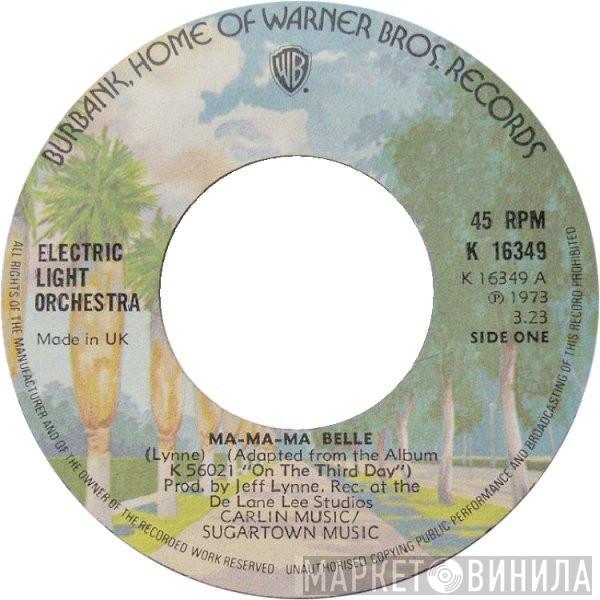 BURBANK, HOME OF WARNER BROS. RECORDS
WB
ELECTRIC
LIGHT
ORCHESTRA
Made in UK
45 RPM
K 16349
K 16349 A
℗ 1973
3.23
SIDE ONE
MA-MA-MA BELLE
(Lynne) (Adapted from the Album
K 56021 "On The Third Day")
Prod. by Jeff Lynne. Rec. at the
De Lane Lee Studios
CARLIN MUSIC/
SUGARTOWN MUSIC
ALL RIGHTS OF THE MANUFACTURER AND OF THE OWNER OF THE RECORDED WORK RESERVED UNAUTHORISED COPYING PUBLIC PERFORMANCE AND BROADCASTING OF THIS RECORD PROHIBITED
МАРКЕТ ВИНИЛА